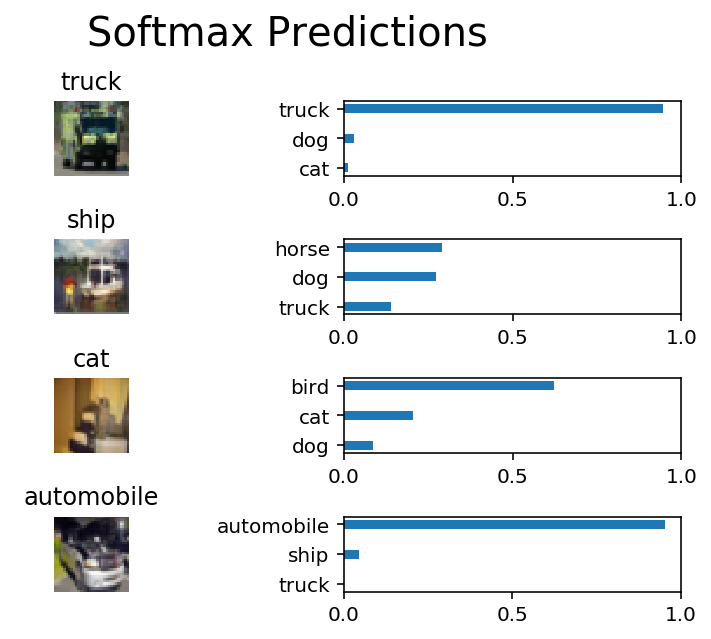 Softmax Predictions
truck
truck
dog
cat
0.0 0.5 1.0
ship
horse
dog
truck
0.0 0.5 1.0
cat
bird
cat
dog
0.0 0.5 1.0
automobile
automobile
ship
truck
0.0 0.5 1.0